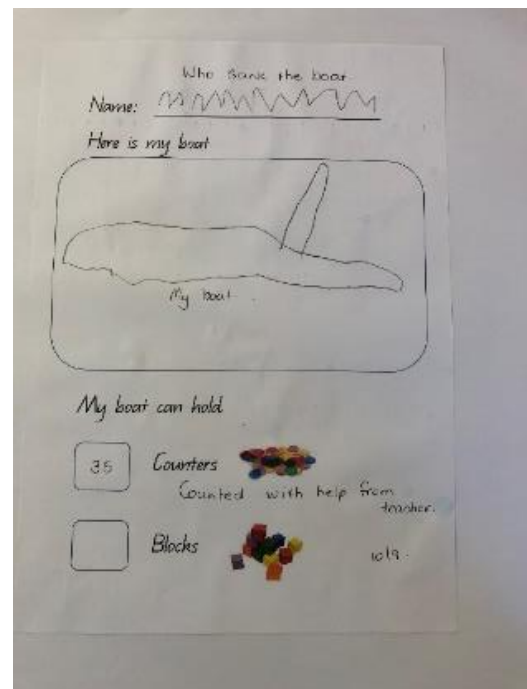 Who Sank the boat
Name:
Here is my boat
My boat
My boat can hold
35 Counters
Counted with help from
teacher.
Blocks
10/9.